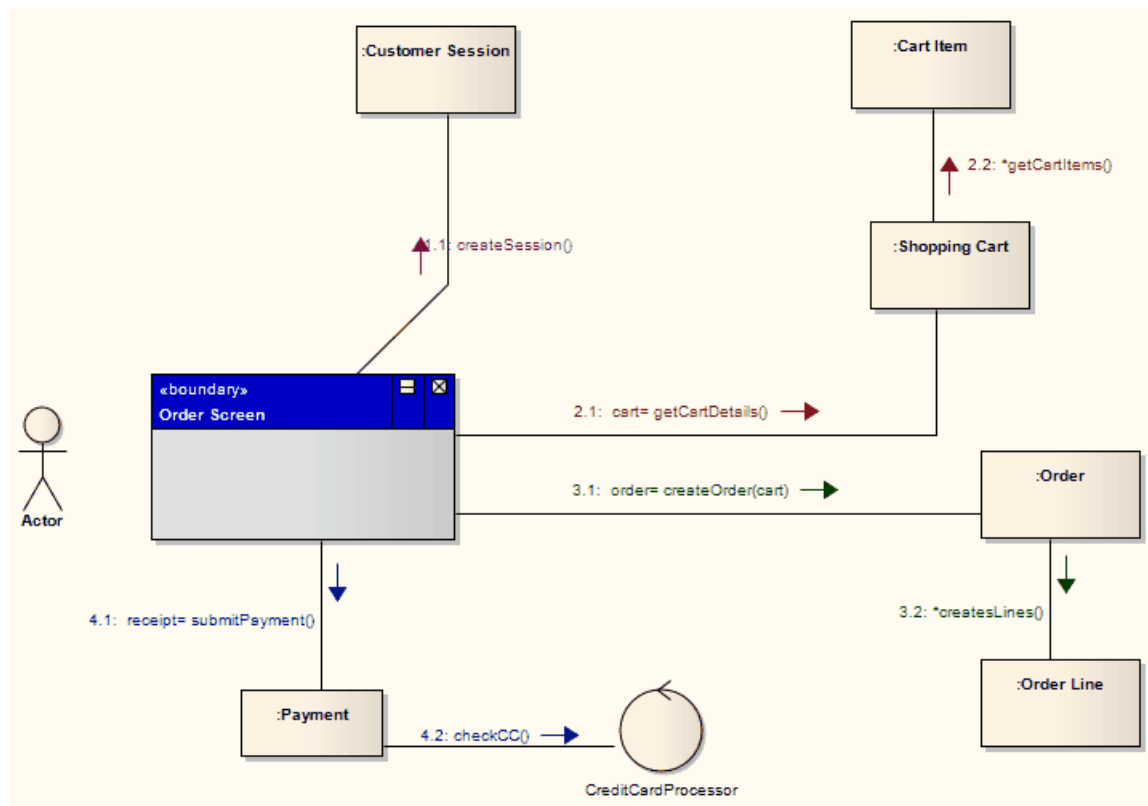 :Customer Session
:Cart Item
2.2: *getCartItems()
1.1: createSession()
:Shopping Cart
«boundary»
Order Screen
2.1: cart= getCartDetails()
:Order
3.1: order= createOrder(cart)
Actor
4.1: receipt= submitPayment()
3.2: *createsLines()
:Order Line
:Payment
4.2: checkCC()
CreditCardProcessor